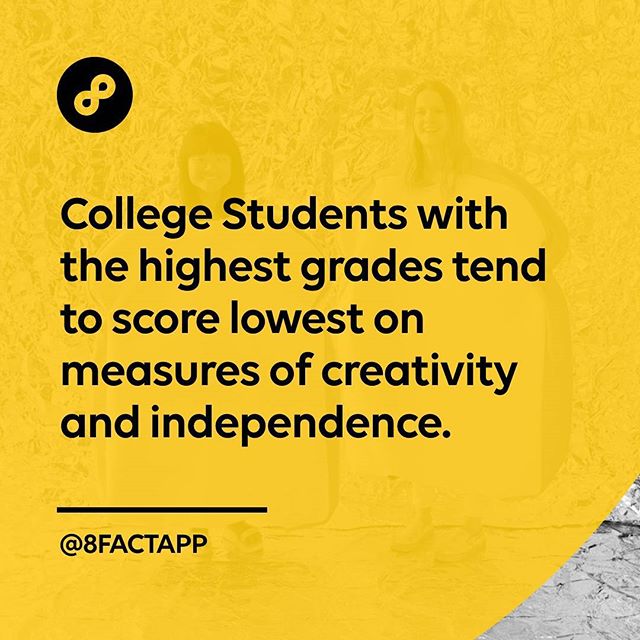 College Students with
the highest grades tend
to score lowest on
measures of creativity
and independence.
@8FACTAPP